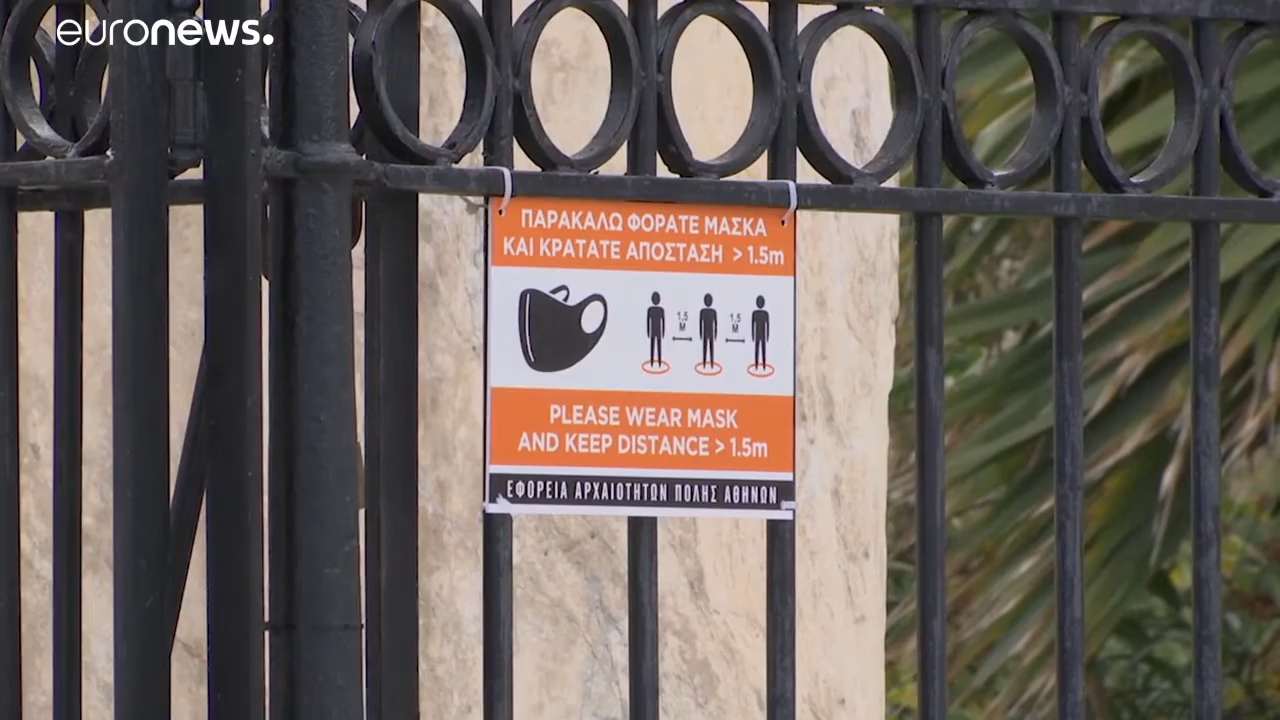 euronews.
ΠΑΡΑΚΑΛΩ ΦΟΡΑΤΕ ΜΑΣΚΑ
ΚΑΙ ΚΡΑΤΑΤΕ ΑΠΟΣΤΑΣΗ > 1.5m
1,5 M
1,5 M
PLEASE WEAR MASK
AND KEEP DISTANCE > 1.5m
ΕΦΟΡΕΙΑ ΑΡΧΑΙΟΤΗΤΩΝ ΠΟΛΗΣ ΑΘΗΝΩΝ